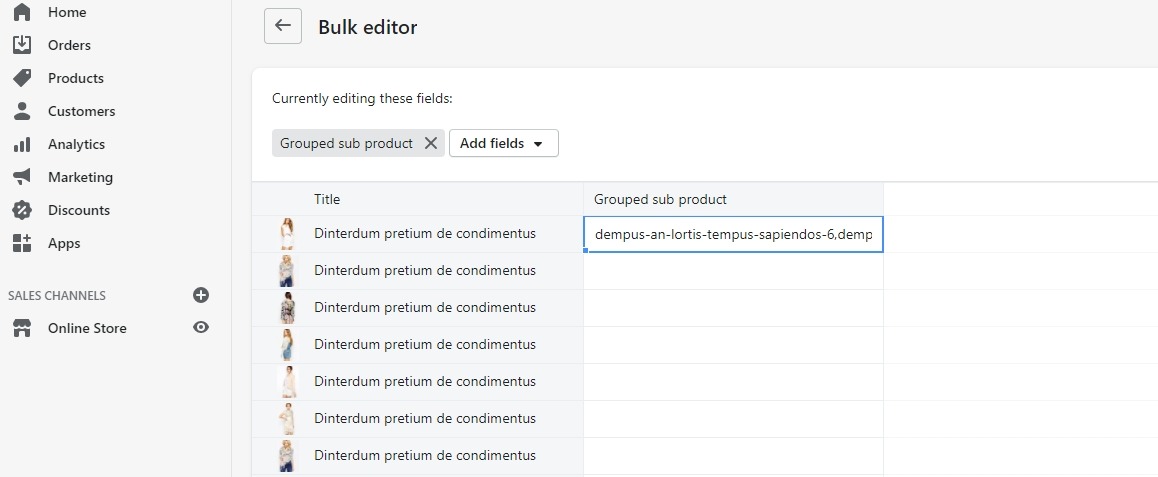 Home
Orders
Products
Customers
Analytics
Marketing
Discounts
Apps
SALES CHANNELS
Online Store
Bulk editor
Currently editing these fields:
Grouped sub product
Add fields
Title Grouped sub product
Dinterdum pretium de condimentus dempus-an-lortis-tempus-sapiendos-6,demp
Dinterdum pretium de condimentus
Dinterdum pretium de condimentus
Dinterdum pretium de condimentus
Dinterdum pretium de condimentus
Dinterdum pretium de condimentus
Dinterdum pretium de condimentus